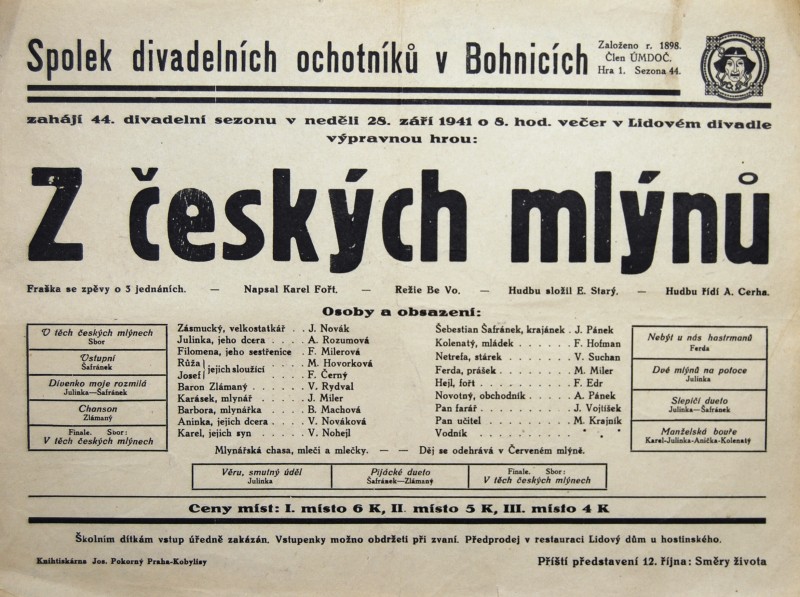 Spolek divadelních ochotníků v Bohnicích
Založeno r. 1898.
Člen ÚMDOČ.
Hra 1. Sezona 44.
zahájí 44. divadelní sezonu v neděli 28. září 1941 o 8. hod. večer v Lidovém divadle
výpravnou hrou:
Z českých mlýnů
Fraška se zpěvy o 3 jednáních. — Napsal Karel Fořt. — Režie Be Vo. — Hudbu složil E. Starý. — Hudbu řídí A. Cerha.
Osoby a obsazení:
V těch českých mlýnech
Sbor
Vstupní
Šafránek
Divenko moje rozmilá
Julinka—Šafránek
Chanson
Zlámaný
Finale. Sbor:
V těch českých mlýnech
Zásmucký, velkostatkář . . J. Novák
Julinka, jeho dcera . . . . A. Rozumová
Filomena, jeho sestřenice . F. Milerová
Růža} jejich sloužící . . . . M. Hovorková
Josef} . . . . F. Černý
Baron Zlámaný . . . . . V. Rydval
Karásek, mlynář . . . . . J. Miler
Barbora, mlynářka . . . . B. Machová
Aninka, jejich dcera . . . . V. Nováková
Karel, jejich syn . . . . . V. Nohejl
Šebestian Šafránek, krajánek . J. Pánek
Kolenatý, mládek . . . . . F. Hofman
Netrefa, stárek . . . . . . V. Suchan
Ferda, prášek . . . . . . M. Miler
Hejl, fořt . . . . . . . . F. Edr
Novotný, obchodník . . . . A. Pánek
Pan farář . . . . . . . . J. Vojtíšek
Pan učitel . . . . . . . . M. Krajník
Vodník . . . . . . . . . * * *
Nebýt u nás hastrmanů
Ferda
Dvě mlýnů na potoce
Julinka
Slepičí dueto
Julinka—Šafránek
Manželská bouře
Karel-Julinka-Anička-Kolenatý
Mlynářská chasa, mleči a mlečky. — — Děj se odehrává v Červeném mlýně.
Věru, smutný úděl
Julinka
Pijácké dueto
Šafránek—Zlámaný
Finale. Sbor:
V těch českých mlýnech
Ceny míst: I. místo 6 K, II. místo 5 K, III. místo 4 K
Školním dítkám vstup úředně zakázán. Vstupenky možno obdržeti při zvaní. Předprodej v restauraci Lidový dům u hostinského.
Knihtiskárna Jos. Pokorný Praha-Kobylisy
Příští představení 12. října: Směry života